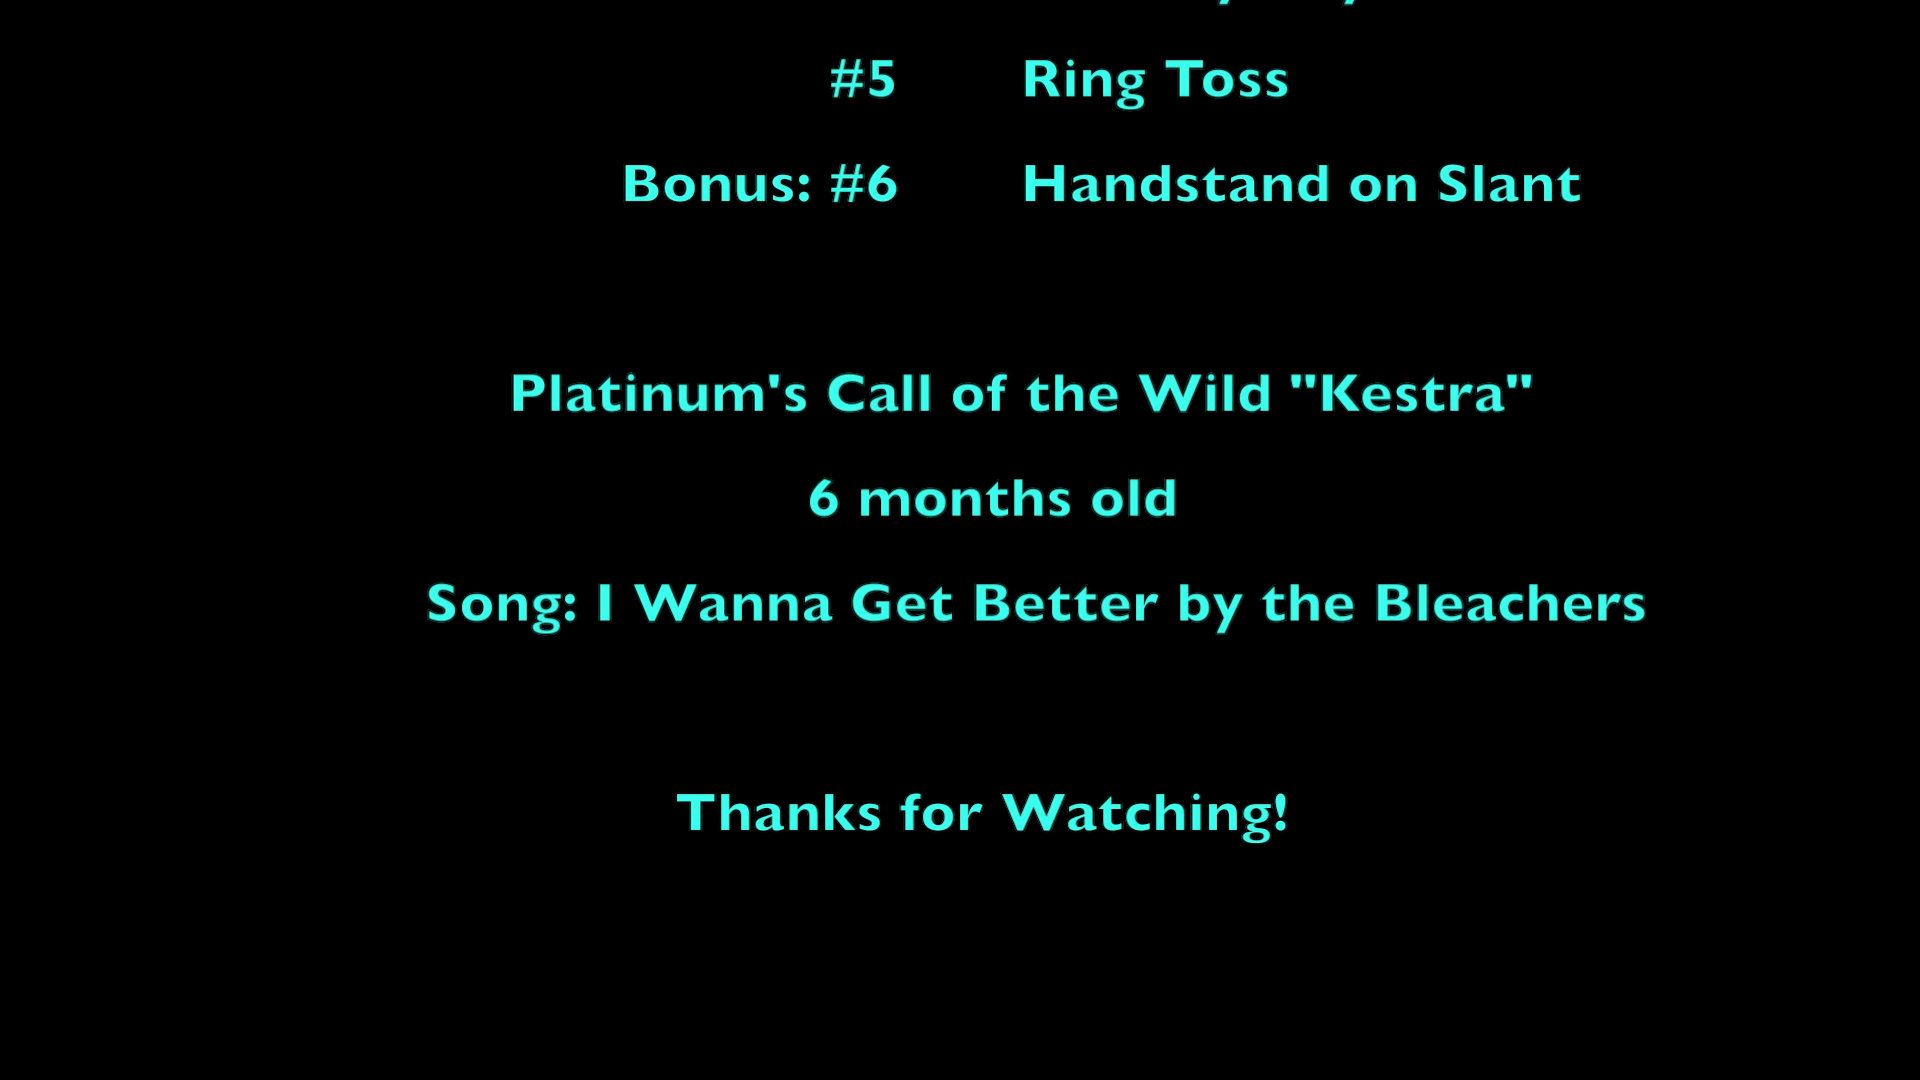 #5 Ring Toss
Bonus: #6 Handstand on Slant
Platinum's Call of the Wild "Kestra"
6 months old
Song: I Wanna Get Better by the Bleachers
Thanks for Watching!